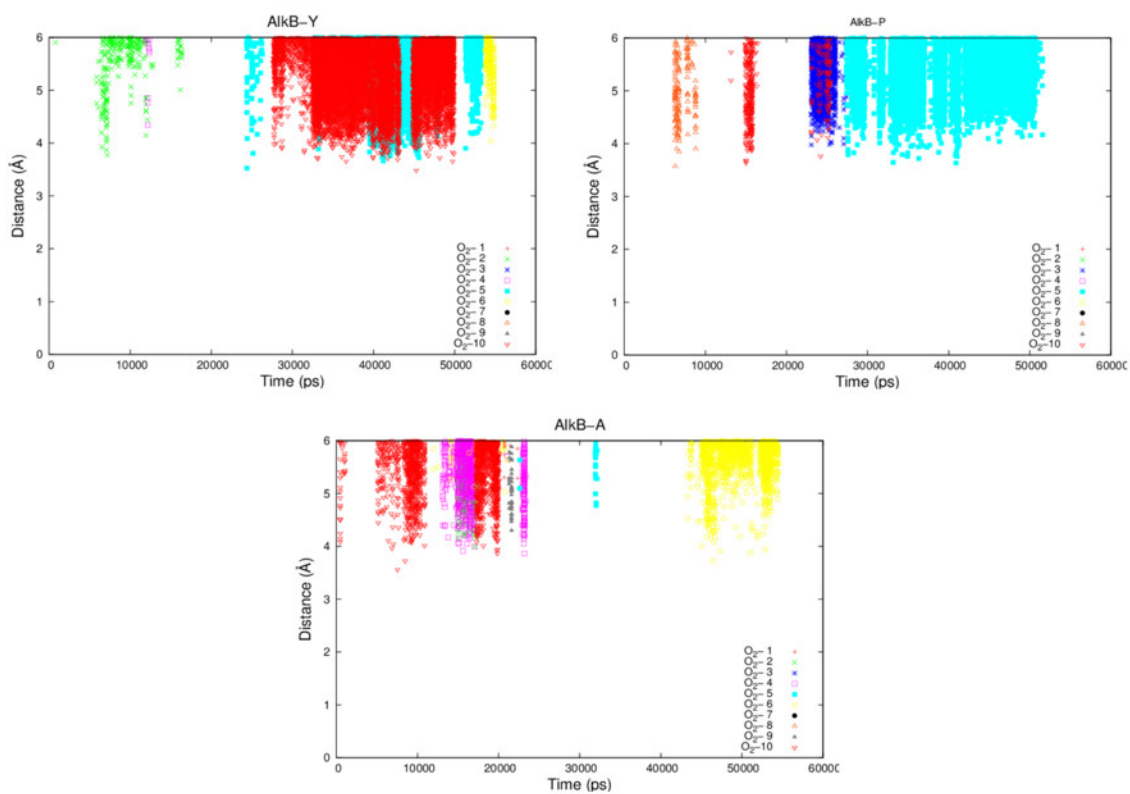 AlkB–Y
6
5
4
3
2
1
0
Distance (Å)
O2–1
O2–2
O2–3
O2–4
O2–5
O2–6
O2–7
O2–8
O2–9
O2–10
0 10000 20000 30000 40000 50000 60000
Time (ps)
AlkB–P
6
5
4
3
2
1
0
Distance (Å)
O2–1
O2–2
O2–3
O2–4
O2–5
O2–6
O2–7
O2–8
O2–9
O2–10
0 10000 20000 30000 40000 50000 60000
Time (ps)
AlkB–A
6
5
4
3
2
1
0
Distance (Å)
O2–1
O2–2
O2–3
O2–4
O2–5
O2–6
O2–7
O2–8
O2–9
O2–10
0 10000 20000 30000 40000 50000 60000
Time (ps)